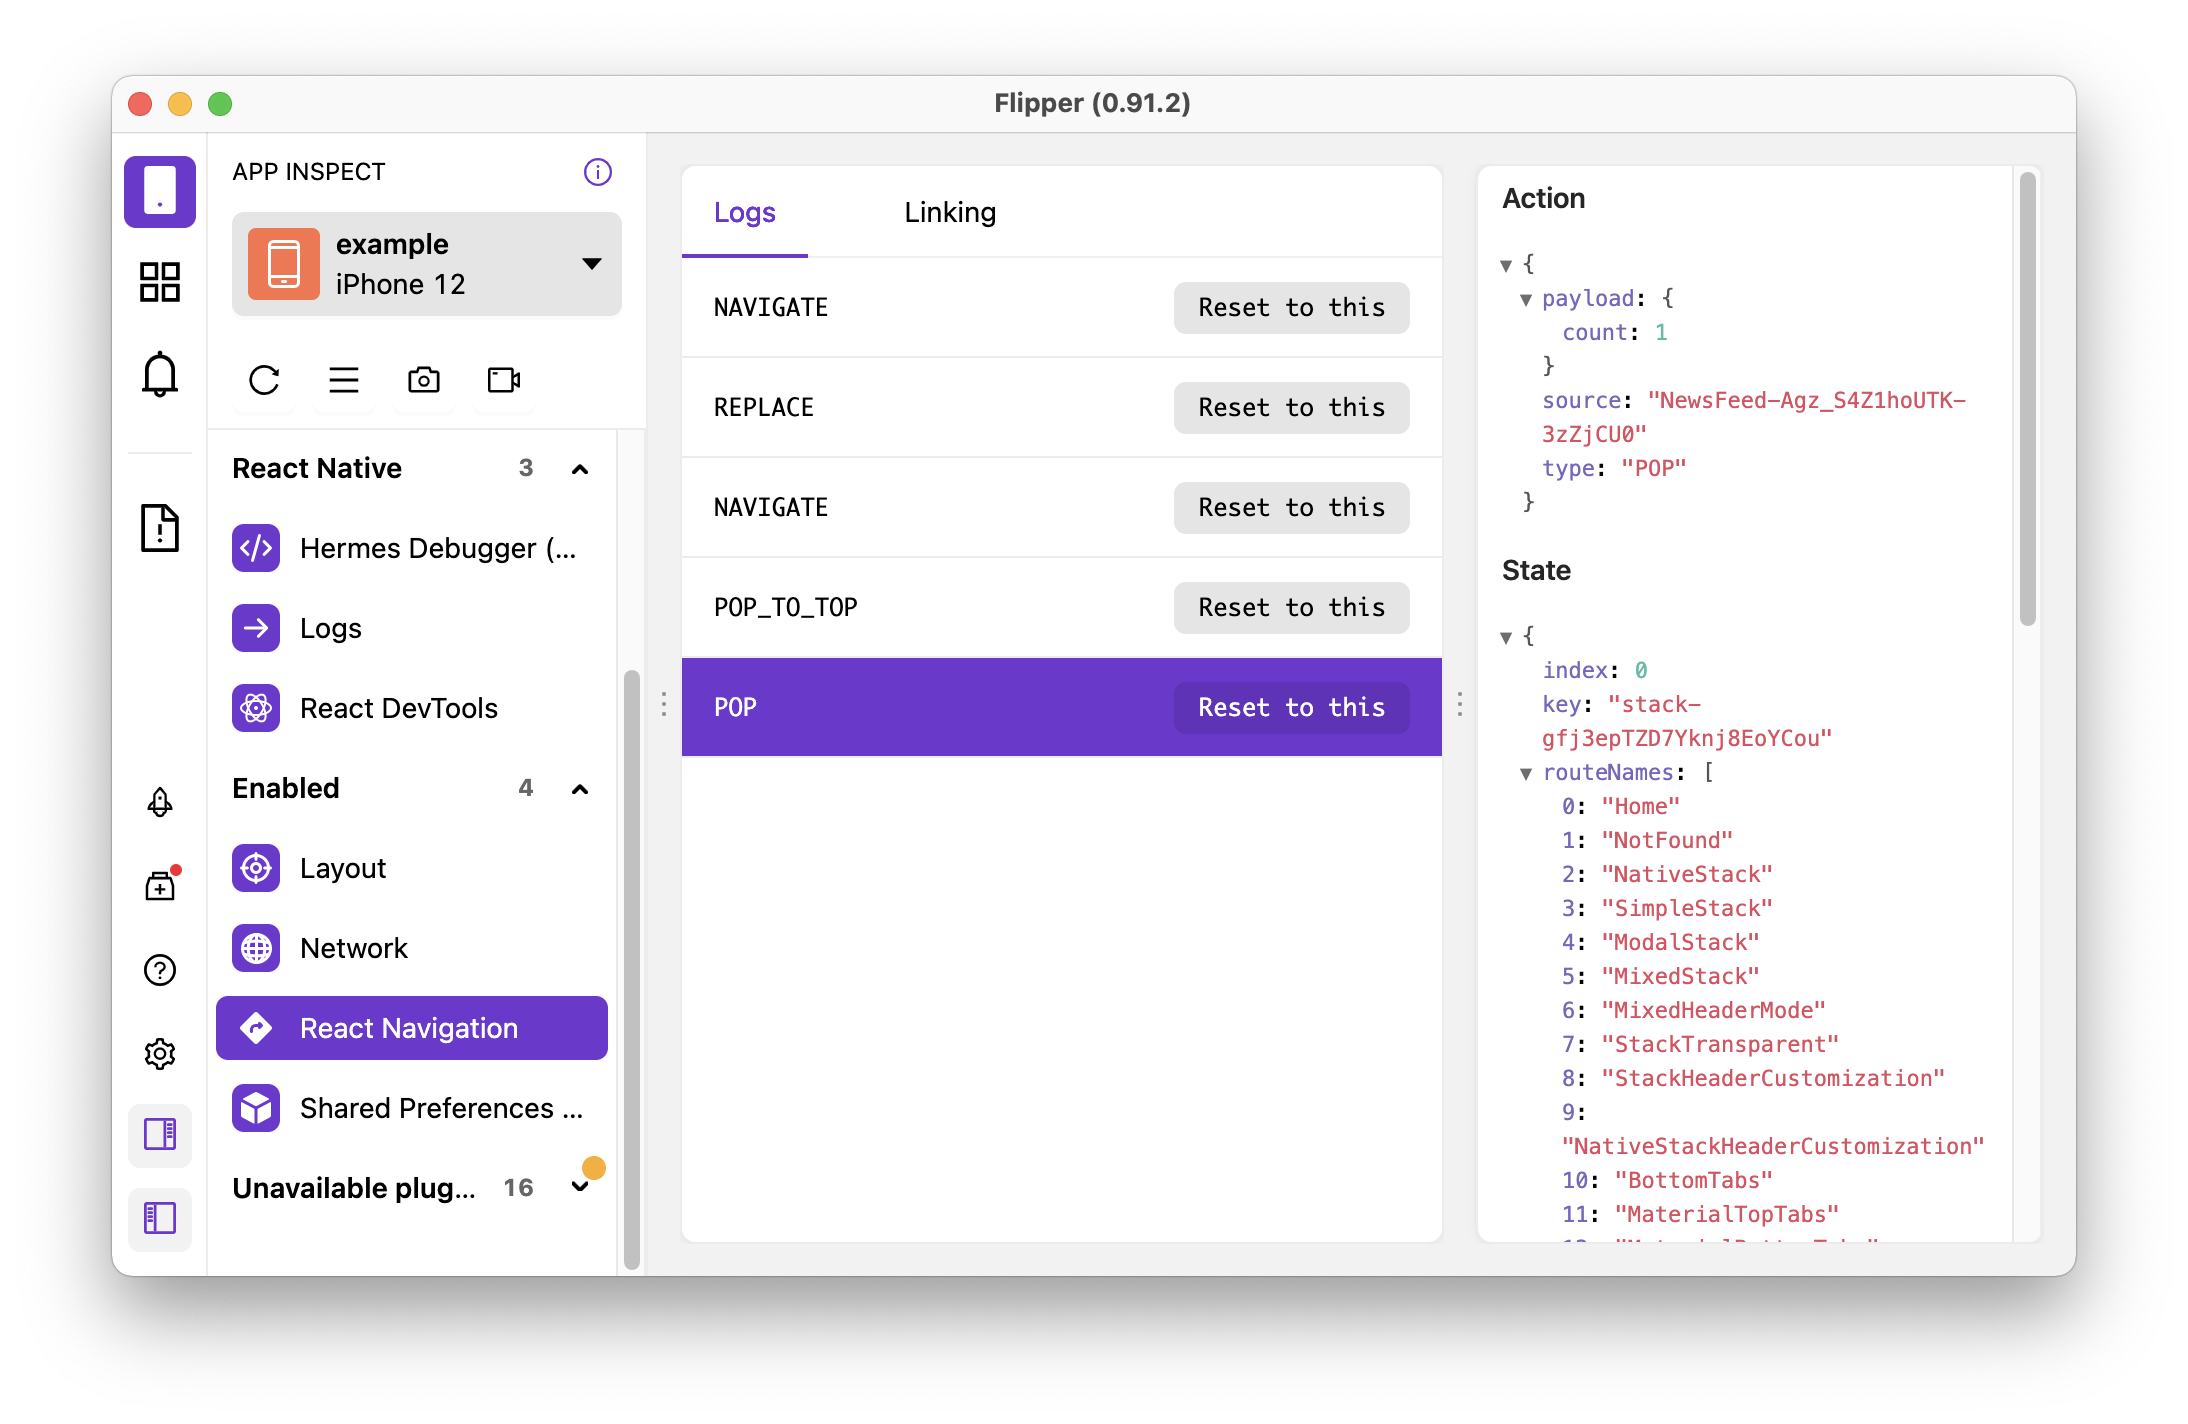 Flipper (0.91.2)
APP INSPECT
example
iPhone 12
React Native 3
Hermes Debugger (...
Logs
React DevTools
Enabled 4
Layout
Network
React Navigation
Shared Preferences ...
Unavailable plug... 16
Logs Linking
NAVIGATE Reset to this
REPLACE Reset to this
NAVIGATE Reset to this
POP_TO_TOP Reset to this
POP Reset to this
Action
{
payload: {
count: 1
}
source: "NewsFeed-Agz_S4Z1hoUTK-
3zZjCU0"
type: "POP"
}
State
{
index: 0
key: "stack-
gfj3epTZD7Yknj8EoYCou"
routeNames: [
0: "Home"
1: "NotFound"
2: "NativeStack"
3: "SimpleStack"
4: "ModalStack"
5: "MixedStack"
6: "MixedHeaderMode"
7: "StackTransparent"
8: "StackHeaderCustomization"
9:
"NativeStackHeaderCustomization"
10: "BottomTabs"
11: "MaterialTopTabs"